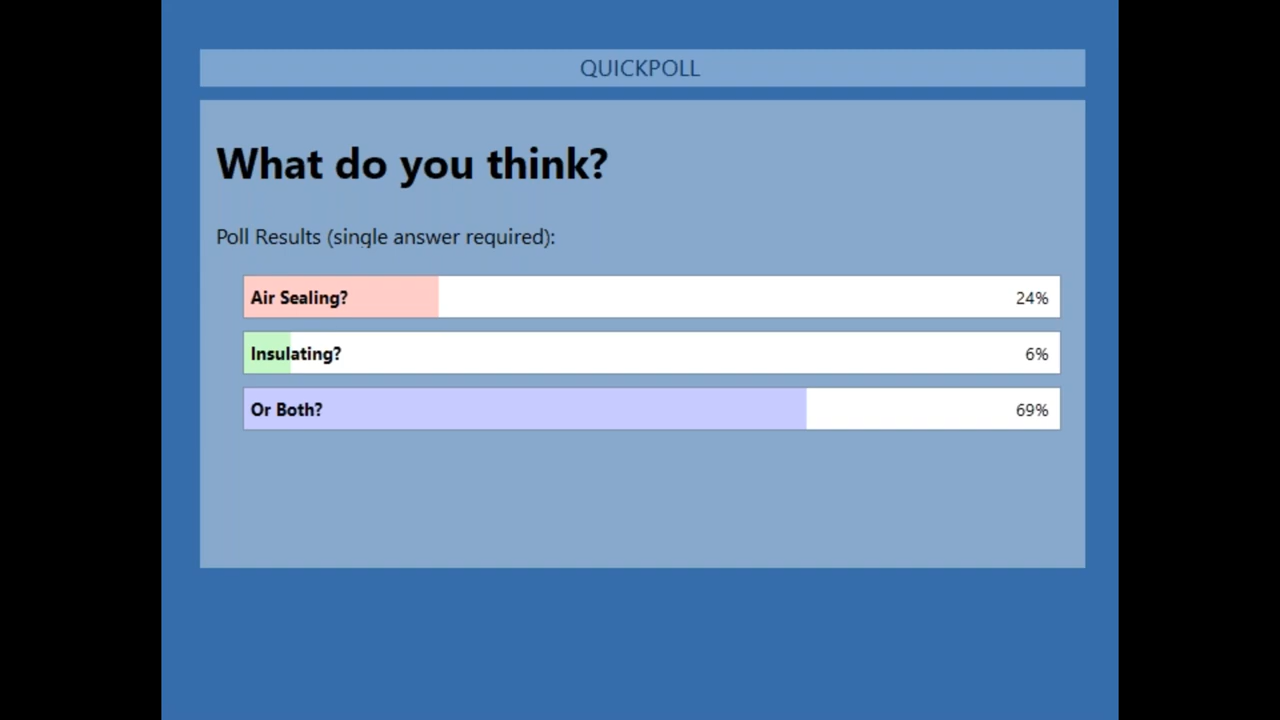 QUICKPOLL
What do you think?
Poll Results (single answer required):
Air Sealing? 24%
Insulating? 6%
Or Both? 69%